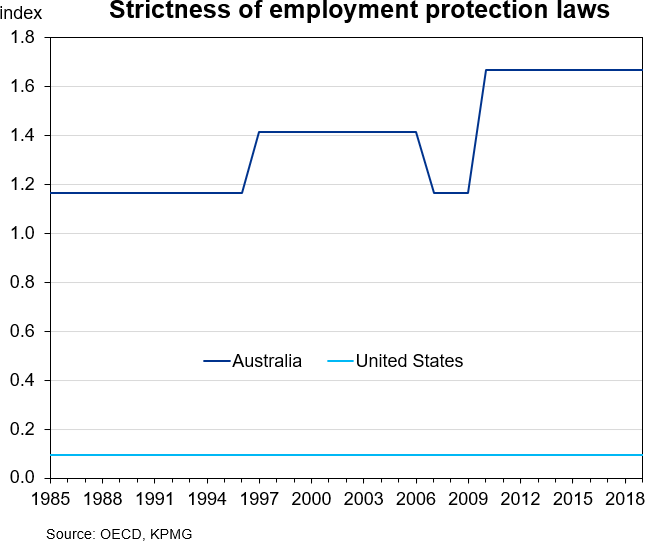 Strictness of employment protection laws
index
1.8
1.6
1.4
1.2
1.0
0.8
0.6
0.4
0.2
0.0
Australia United States
1985 1988 1991 1994 1997 2000 2003 2006 2009 2012 2015 2018
Source: OECD, KPMG